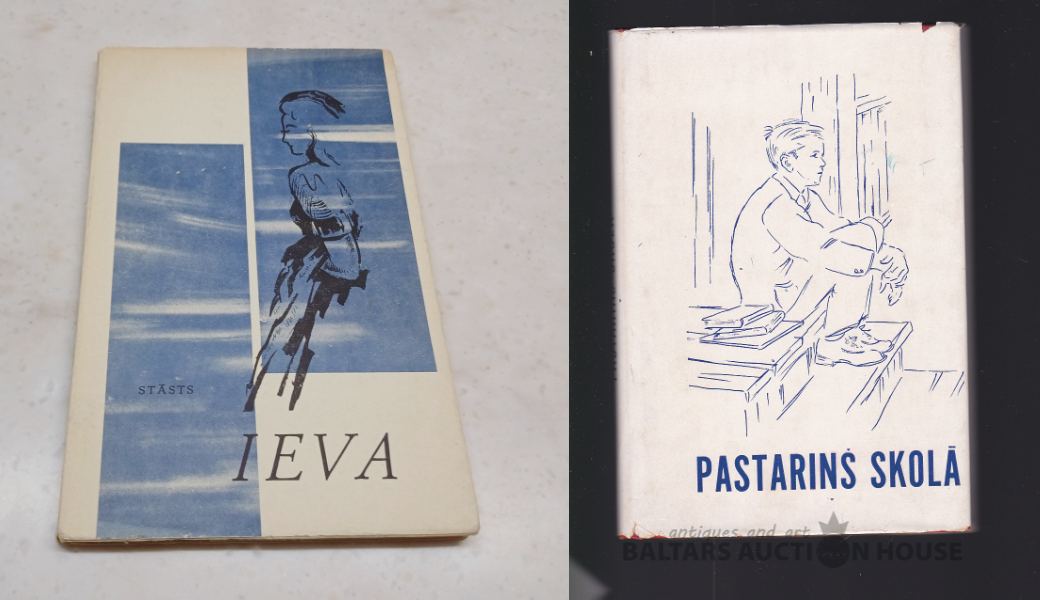 STĀSTS
IEVA
PASTARIŅŠ SKOLĀ
antiques and art
BALTARS AUCTION HOUSE